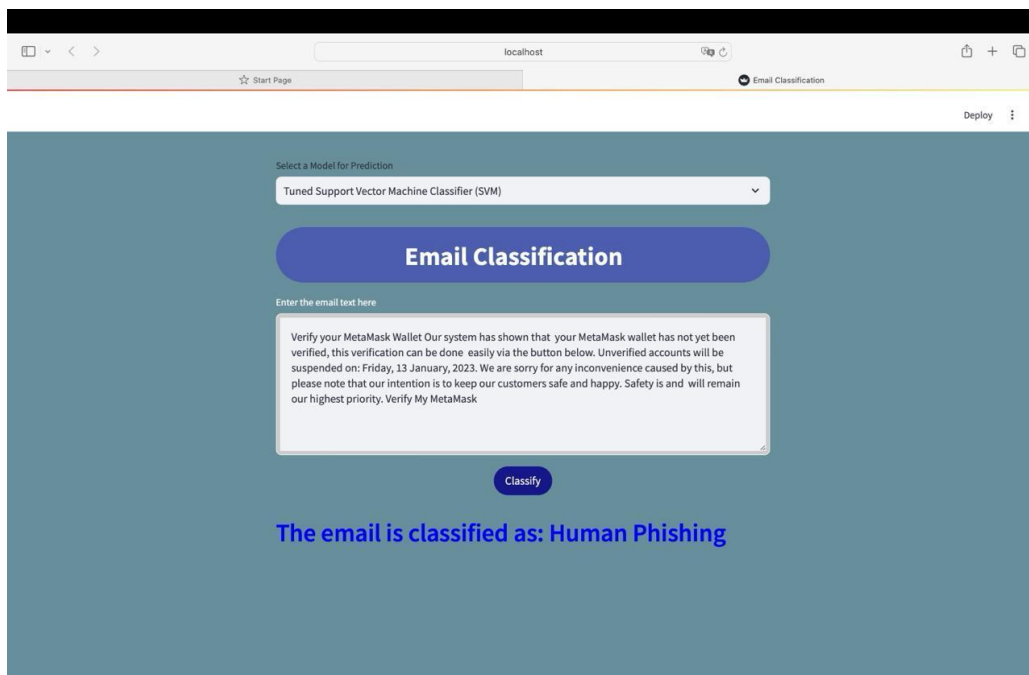 localhost
Start Page
Email Classification
Deploy
Select a Model for Prediction
Tuned Support Vector Machine Classifier (SVM)
Email Classification
Enter the email text here
Verify your MetaMask Wallet Our system has shown that  your MetaMask wallet has not yet been
verified, this verification can be done  easily via the button below. Unverified accounts will be
suspended on: Friday, 13 January, 2023. We are sorry for any inconvenience caused by this, but
please note that our intention is to keep our customers safe and happy. Safety is and  will remain
our highest priority. Verify My MetaMask
Classify
The email is classified as: Human Phishing